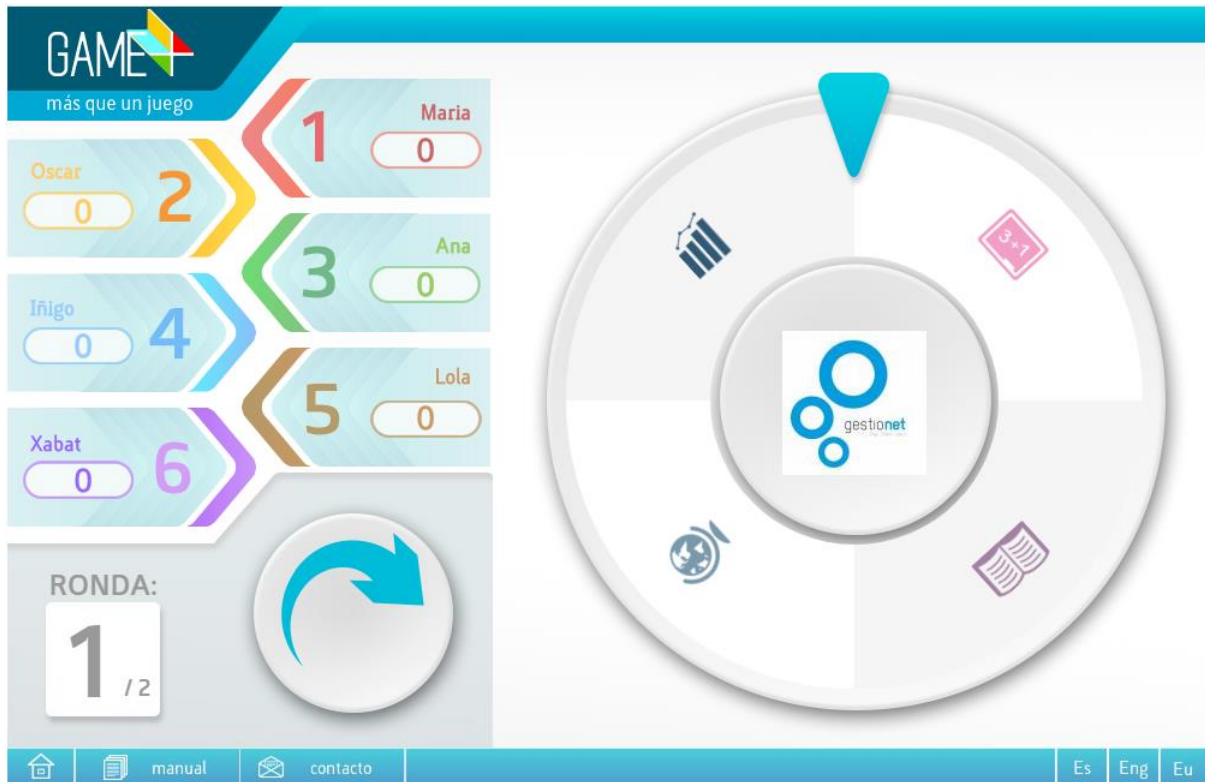 GAME+
más que un juego
1
Maria
0
Oscar
0
2
3
Ana
0
Iñigo
0
4
5
Lola
0
Xabat
0
6
RONDA:
1 / 2
3+1
gestionet
manual
contacto
Es
Eng
Eu